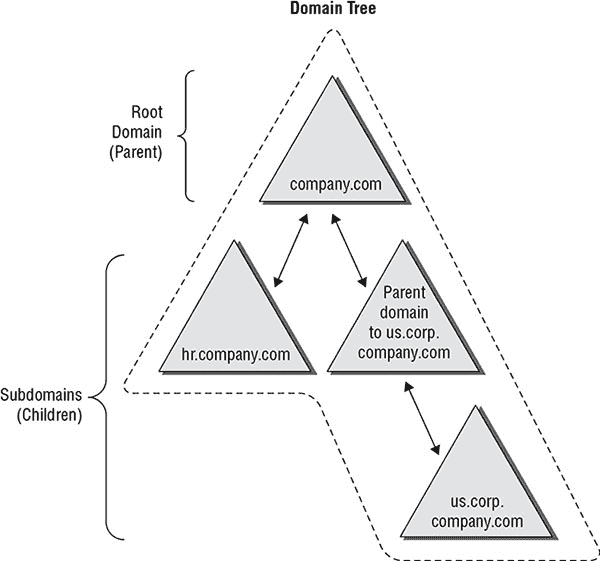 Domain Tree
Root
Domain
(Parent)
company.com
hr.company.com
Parent
domain
to us.corp.
company.com
Subdomains
(Children)
us.corp.
company.com